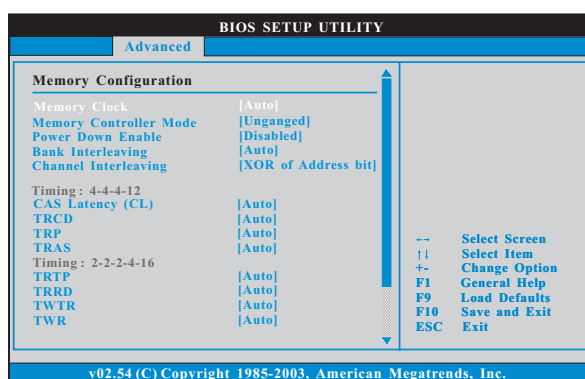 BIOS SETUP UTILITY
Advanced
Memory Configuration
Memory Clock [Auto]
Memory Controller Mode [Unganged]
Power Down Enable [Disabled]
Bank Interleaving [Auto]
Channel Interleaving [XOR of Address bit]
Timing : 4-4-4-12
CAS Latency (CL) [Auto]
TRCD [Auto]
TRP [Auto]
TRAS [Auto]
Timing : 2-2-2-4-16
TRTP [Auto]
TRRD [Auto]
TWTR [Auto]
TWR [Auto]
←→ Select Screen
↑↓ Select Item
+- Change Option
F1 General Help
F9 Load Defaults
F10 Save and Exit
ESC Exit
v02.54 (C) Copyright 1985-2003, American Megatrends, Inc.